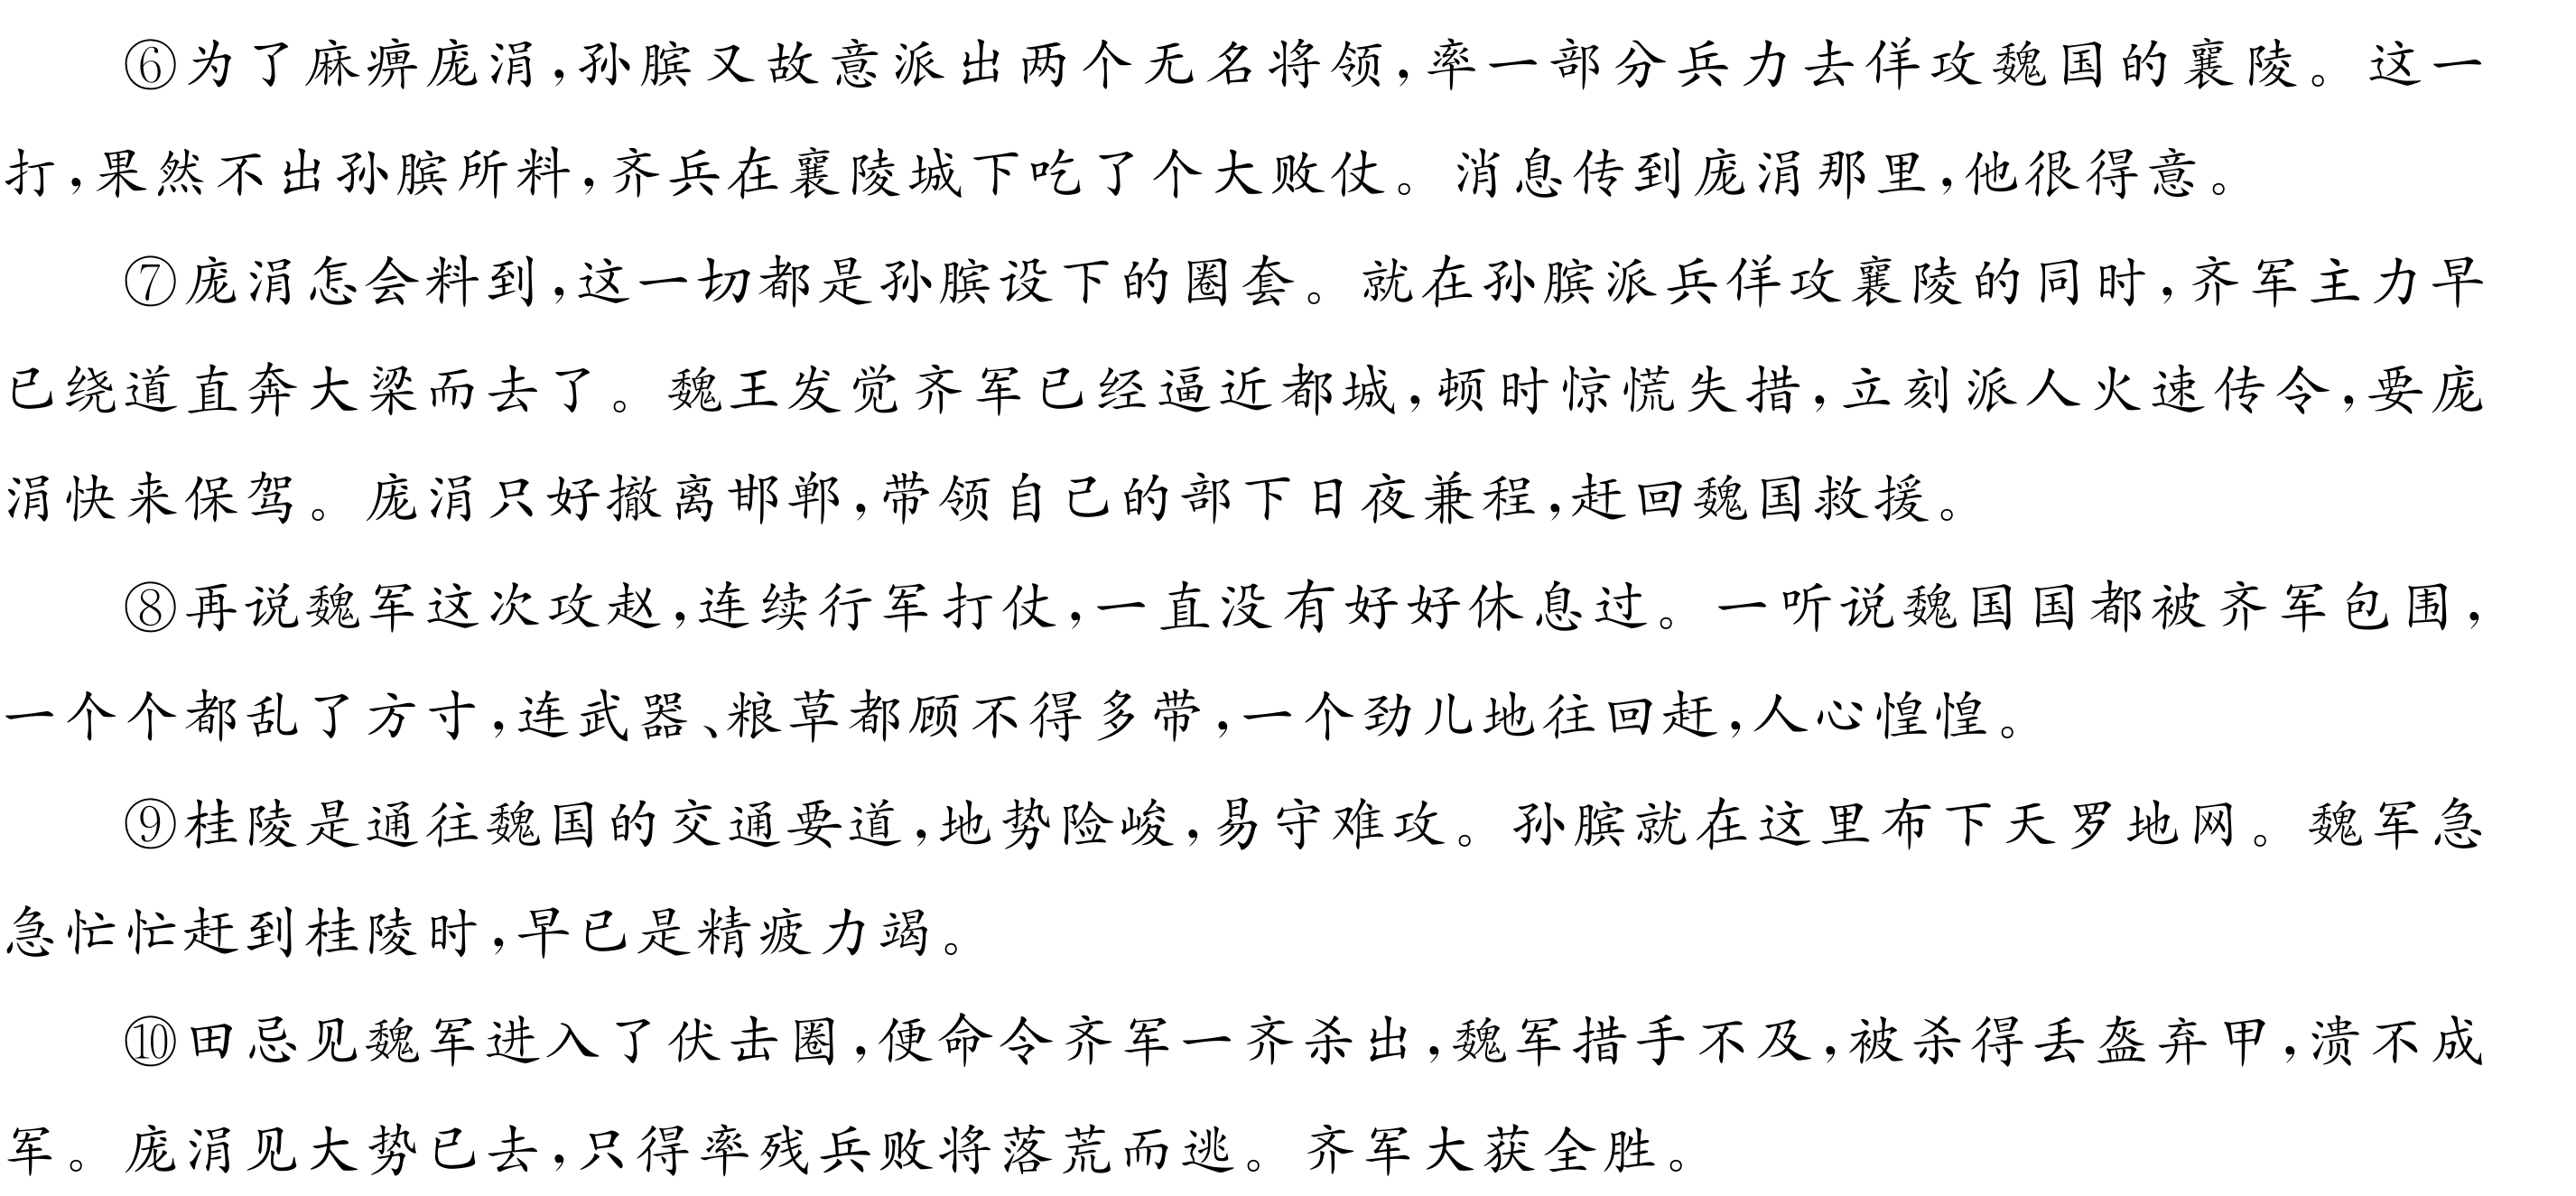 ⑥为了麻痹庞涓,孙膑又故意派出两个无名将领,率一部分兵力去佯攻魏国的襄陵。这一
打,果然不出孙膑所料,齐兵在襄陵城下吃了个大败仗。消息传到庞涓那里,他很得意。
⑦庞涓怎会料到,这一切都是孙膑设下的圈套。就在孙膑派兵佯攻襄陵的同时,齐军主力早
已绕道直奔大梁而去了。魏王发觉齐军已经逼近都城,顿时惊慌失措,立刻派人火速传令,要庞
涓快来保驾。庞涓只好撤离邯郸,带领自己的部下日夜兼程,赶回魏国救援。
⑧再说魏军这次攻赵,连续行军打仗,一直没有好好休息过。一听说魏国国都被齐军包围,
一个个都乱了方寸,连武器、粮草都顾不得多带,一个劲儿地往回赶,人心惶惶。
⑨桂陵是通往魏国的交通要道,地势险峻,易守难攻。孙膑就在这里布下天罗地网。魏军急
急忙忙赶到桂陵时,早已是精疲力竭。
⑩田忌见魏军进入了伏击圈,便命令齐军一齐杀出,魏军措手不及,被杀得丢盔弃甲,溃不成
军。庞涓见大势已去,只得率残兵败将落荒而逃。齐军大获全胜。